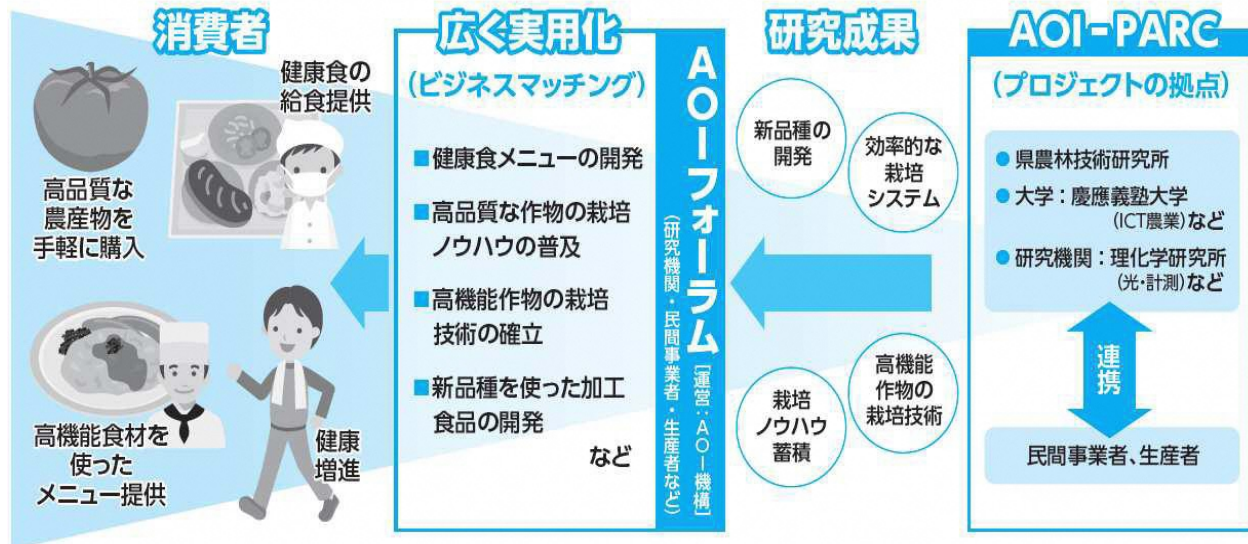 消費者
健康食の
給食提供
高品質な
農産物を
手軽に購入
高機能食材を
使った
メニュー提供
健康
増進
広く実用化
(ビジネスマッチング)
■健康食メニューの開発
■高品質な作物の栽培
ノウハウの普及
■高機能作物の栽培
技術の確立
■新品種を使った加工
食品の開発
など
AOIフォーラム[運営:AOI機構]
(研究機関・民間事業者・生産者など)
研究成果
新品種の
開発
効率的な
栽培
システム
栽培
ノウハウ
蓄積
高機能
作物の
栽培技術
AOI-PARC
(プロジェクトの拠点)
●県農林技術研究所
●大学:慶應義塾大学
(ICT農業)など
●研究機関:理化学研究所
(光・計測)など
連携
民間事業者、生産者